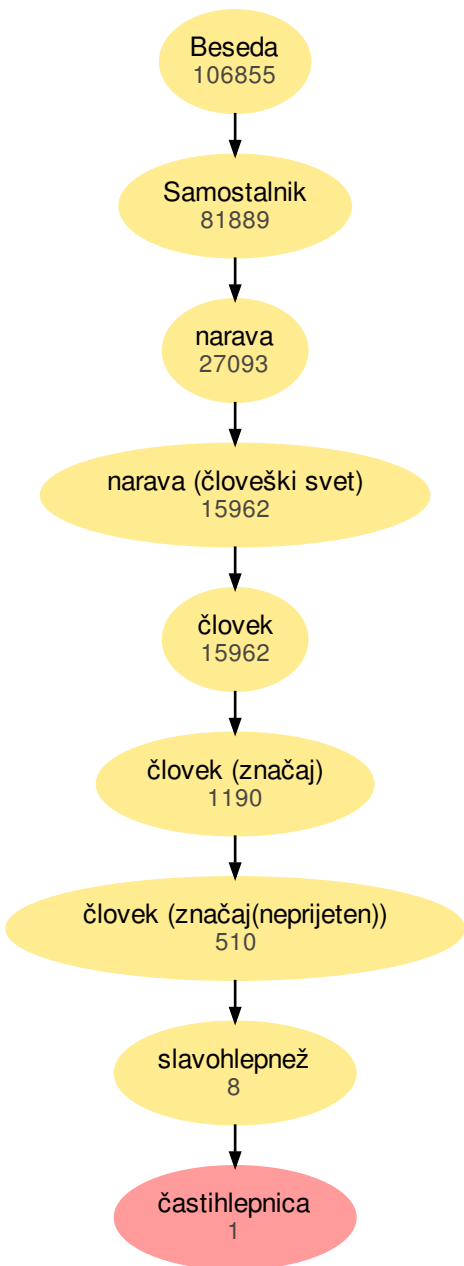 Beseda
106855
Samostalnik
81889
narava
27093
narava (človeški svet)
15962
človek
15962
človek (značaj)
1190
človek (značaj(neprijeten))
510
slavohlepnež
8
častihlepnica
1